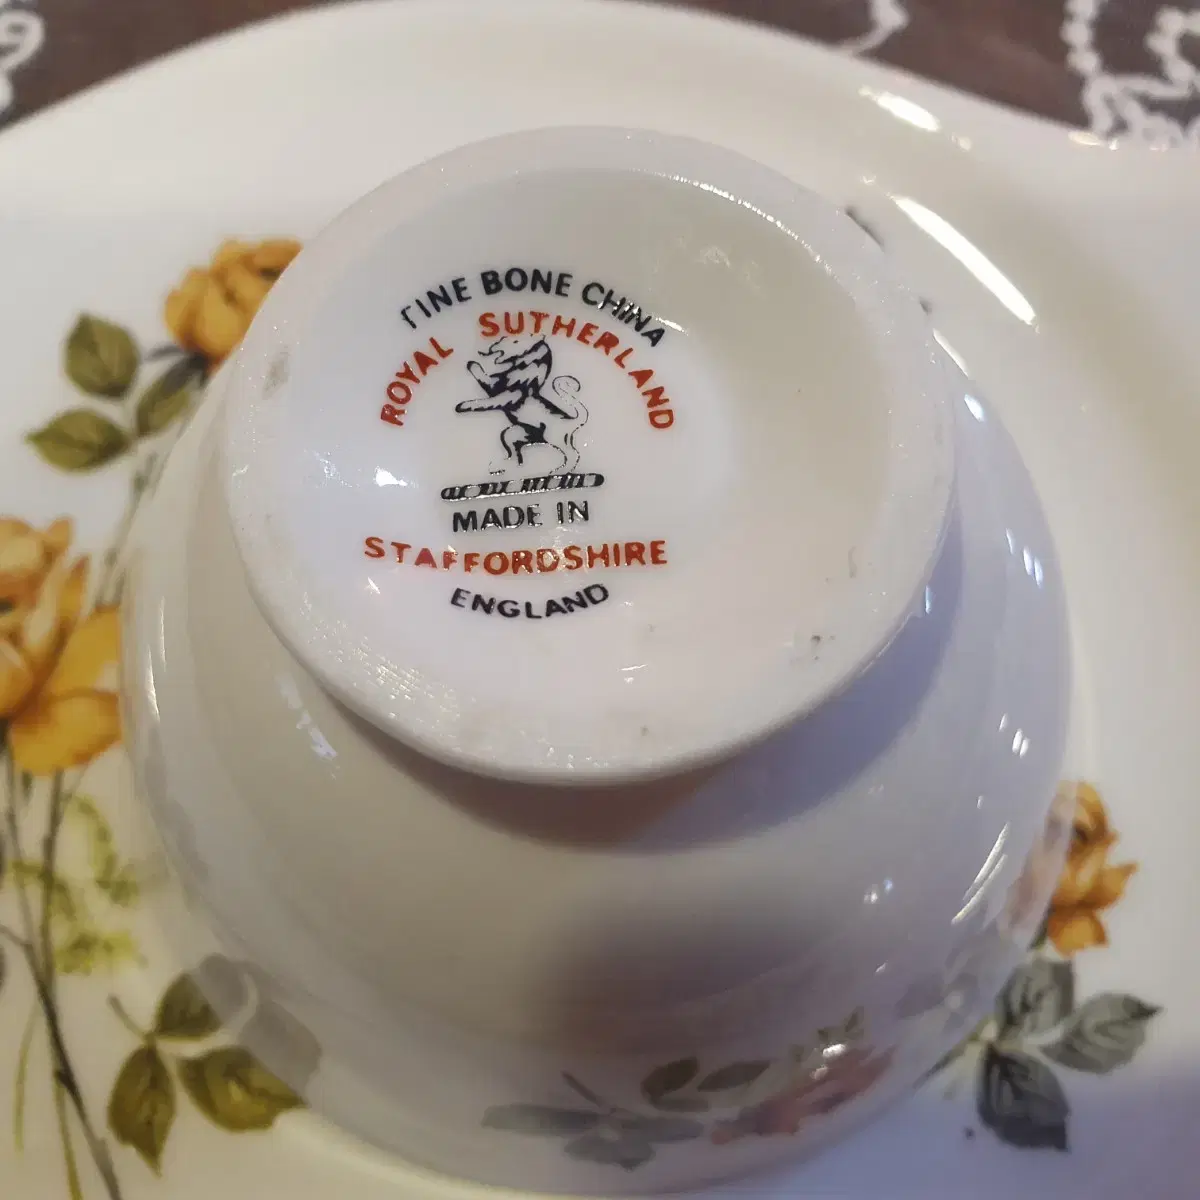 FINE BONE CHINA
ROYAL SUTHERLAND
MADE IN
STAFFORDSHIRE
ENGLAND